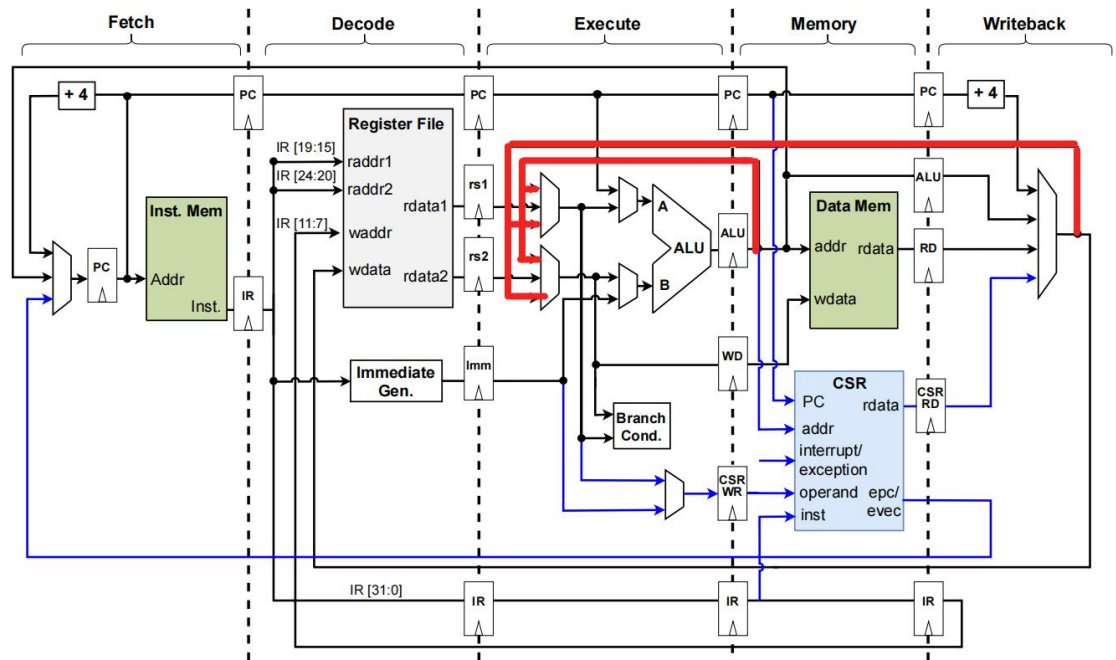 Fetch
Decode
Execute
Memory
Writeback
+ 4
PC
PC
PC
PC
+ 4
Register File
IR [19:15]
raddr1
IR [24:20]
raddr2
rdata1
IR [11:7]
waddr
wdata
rdata2
rs1
rs2
A
ALU
B
ALU
ALU
Data Mem
addr
rdata
wdata
RD
Inst. Mem
PC
Addr
Inst.
IR
Immediate
Gen.
Imm
WD
Branch
Cond.
CSR
WR
CSR
PC
rdata
addr
interrupt/
exception
operand
epc/
evec
inst
CSR
RD
IR [31:0]
IR
IR
IR